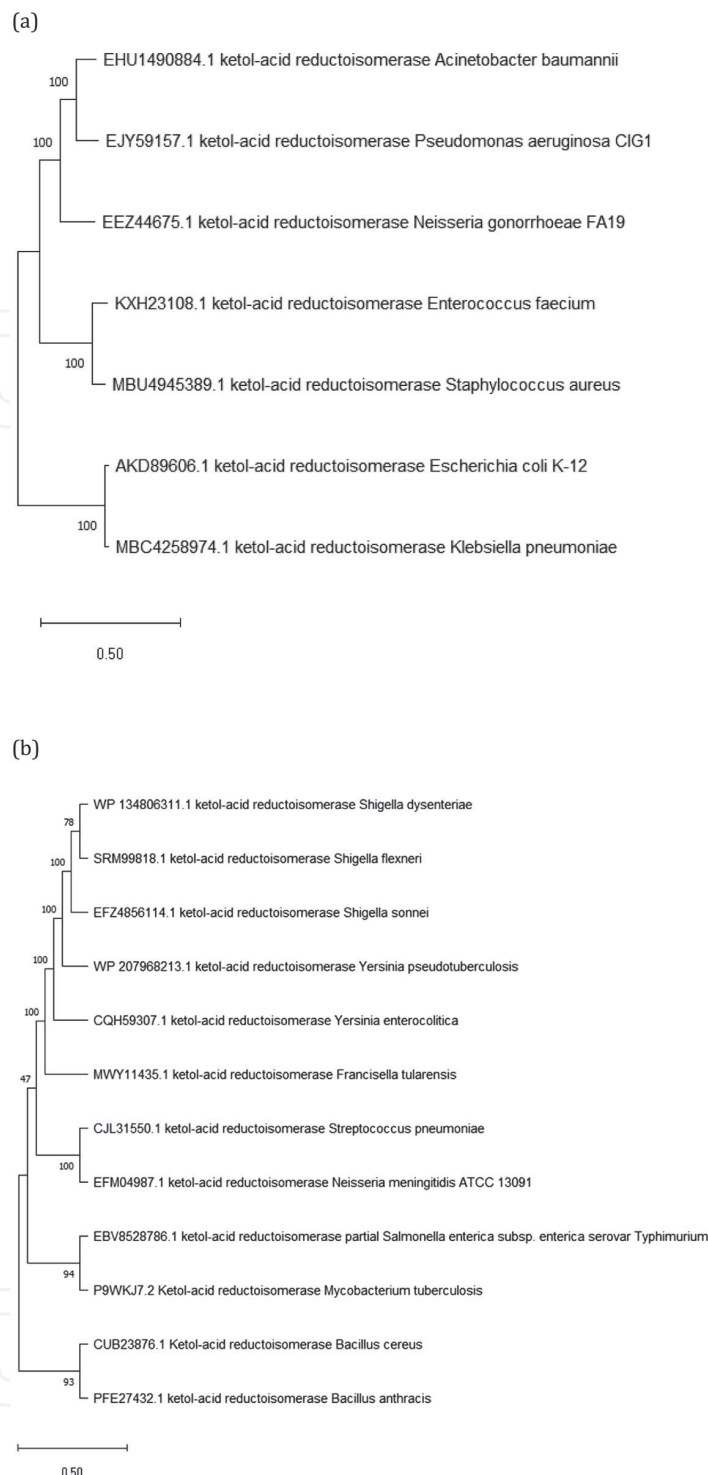 (a)
EHU1490884.1 ketol-acid reductoisomerase Acinetobacter baumannii
100
EJY59157.1 ketol-acid reductoisomerase Pseudomonas aeruginosa CIG1
100
EEZ44675.1 ketol-acid reductoisomerase Neisseria gonorrhoeae FA19
KXH23108.1 ketol-acid reductoisomerase Enterococcus faecium
100
MBU4945389.1 ketol-acid reductoisomerase Staphylococcus aureus
AKD89606.1 ketol-acid reductoisomerase Escherichia coli K-12
100
MBC4258974.1 ketol-acid reductoisomerase Klebsiella pneumoniae
0.50
(b)
WP 134806311.1 ketol-acid reductoisomerase Shigella dysenteriae
78
SRM99818.1 ketol-acid reductoisomerase Shigella flexneri
100
EFZ4856114.1 ketol-acid reductoisomerase Shigella sonnei
100
WP 207968213.1 ketol-acid reductoisomerase Yersinia pseudotuberculosis
100
CQH59307.1 ketol-acid reductoisomerase Yersinia enterocolitica
100
MWY11435.1 ketol-acid reductoisomerase Francisella tularensis
47
CJL31550.1 ketol-acid reductoisomerase Streptococcus pneumoniae
100
EFM04987.1 ketol-acid reductoisomerase Neisseria meningitidis ATCC 13091
EBV8528786.1 ketol-acid reductoisomerase partial Salmonella enterica subsp. enterica serovar Typhimurium
94
P9WKJ7.2 Ketol-acid reductoisomerase Mycobacterium tuberculosis
CUB23876.1 Ketol-acid reductoisomerase Bacillus cereus
93
PFE27432.1 ketol-acid reductoisomerase Bacillus anthracis
0.50